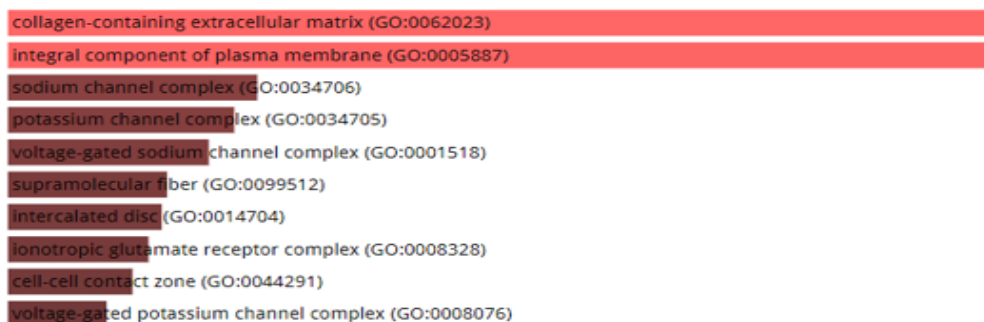 collagen-containing extracellular matrix (GO:0062023)
integral component of plasma membrane (GO:0005887)
sodium channel complex (GO:0034706)
potassium channel complex (GO:0034705)
voltage-gated sodium channel complex (GO:0001518)
supramolecular fiber (GO:0099512)
intercalated disc (GO:0014704)
ionotropic glutamate receptor complex (GO:0008328)
cell-cell contact zone (GO:0044291)
voltage-gated potassium channel complex (GO:0008076)